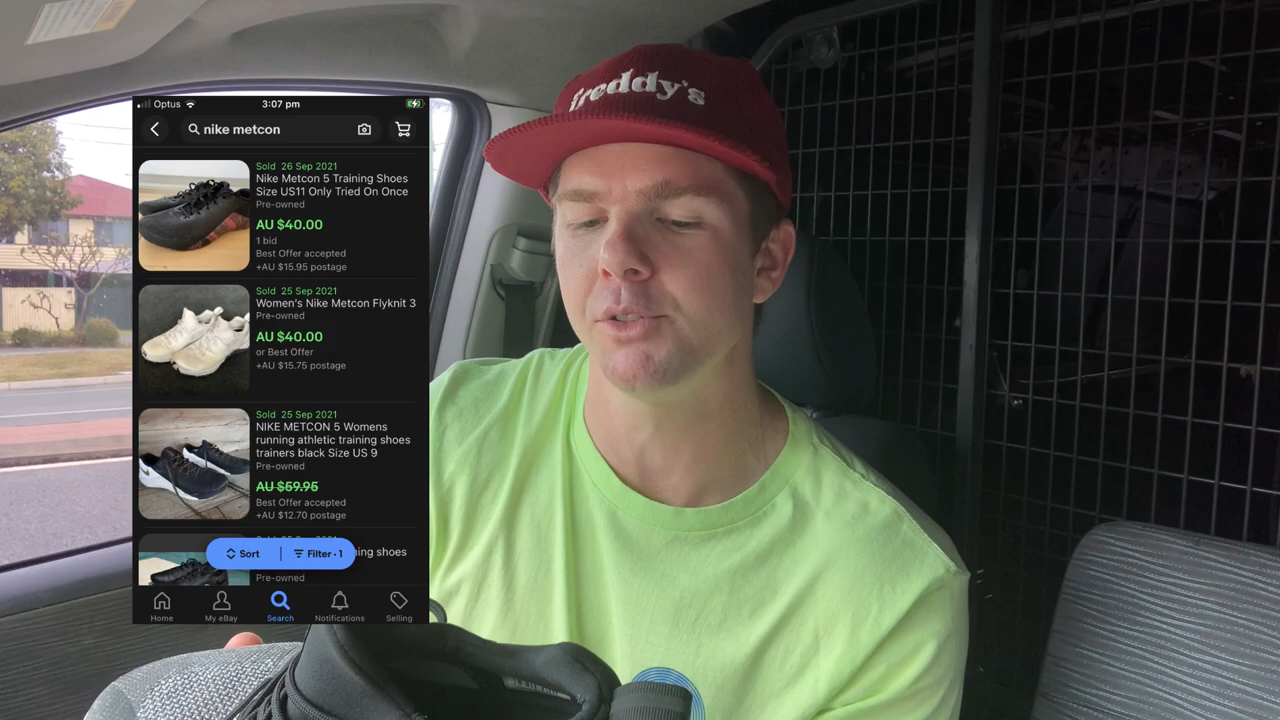 freddy's
Optus
3:07 pm
nike metcon
Sold 26 Sep 2021
Nike Metcon 5 Training Shoes
Size US11 Only Tried On Once
Pre-owned
AU $40.00
1 bid
Best Offer accepted
+AU $15.95 postage
Sold 25 Sep 2021
Women's Nike Metcon Flyknit 3
Pre-owned
AU $40.00
or Best Offer
+AU $15.75 postage
Sold 25 Sep 2021
NIKE METCON 5 Womens
running athletic training shoes
trainers black Size US 9
Pre-owned
AU $59.95
Best Offer accepted
+AU $12.70 postage
Sort
Filter · 1
ing shoes
Pre-owned
Home
My eBay
Search
Notifications
Selling